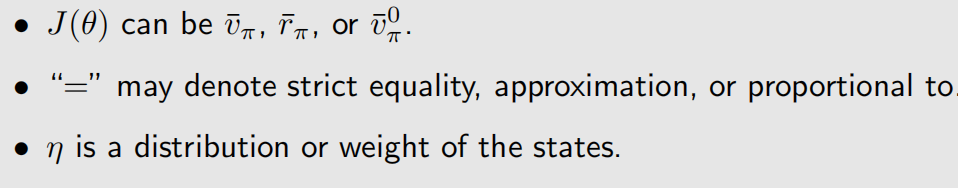 • J(θ) can be v̄_π, r̄_π, or v̄_π^0.
• “=” may denote strict equality, approximation, or proportional to.
• η is a distribution or weight of the states.